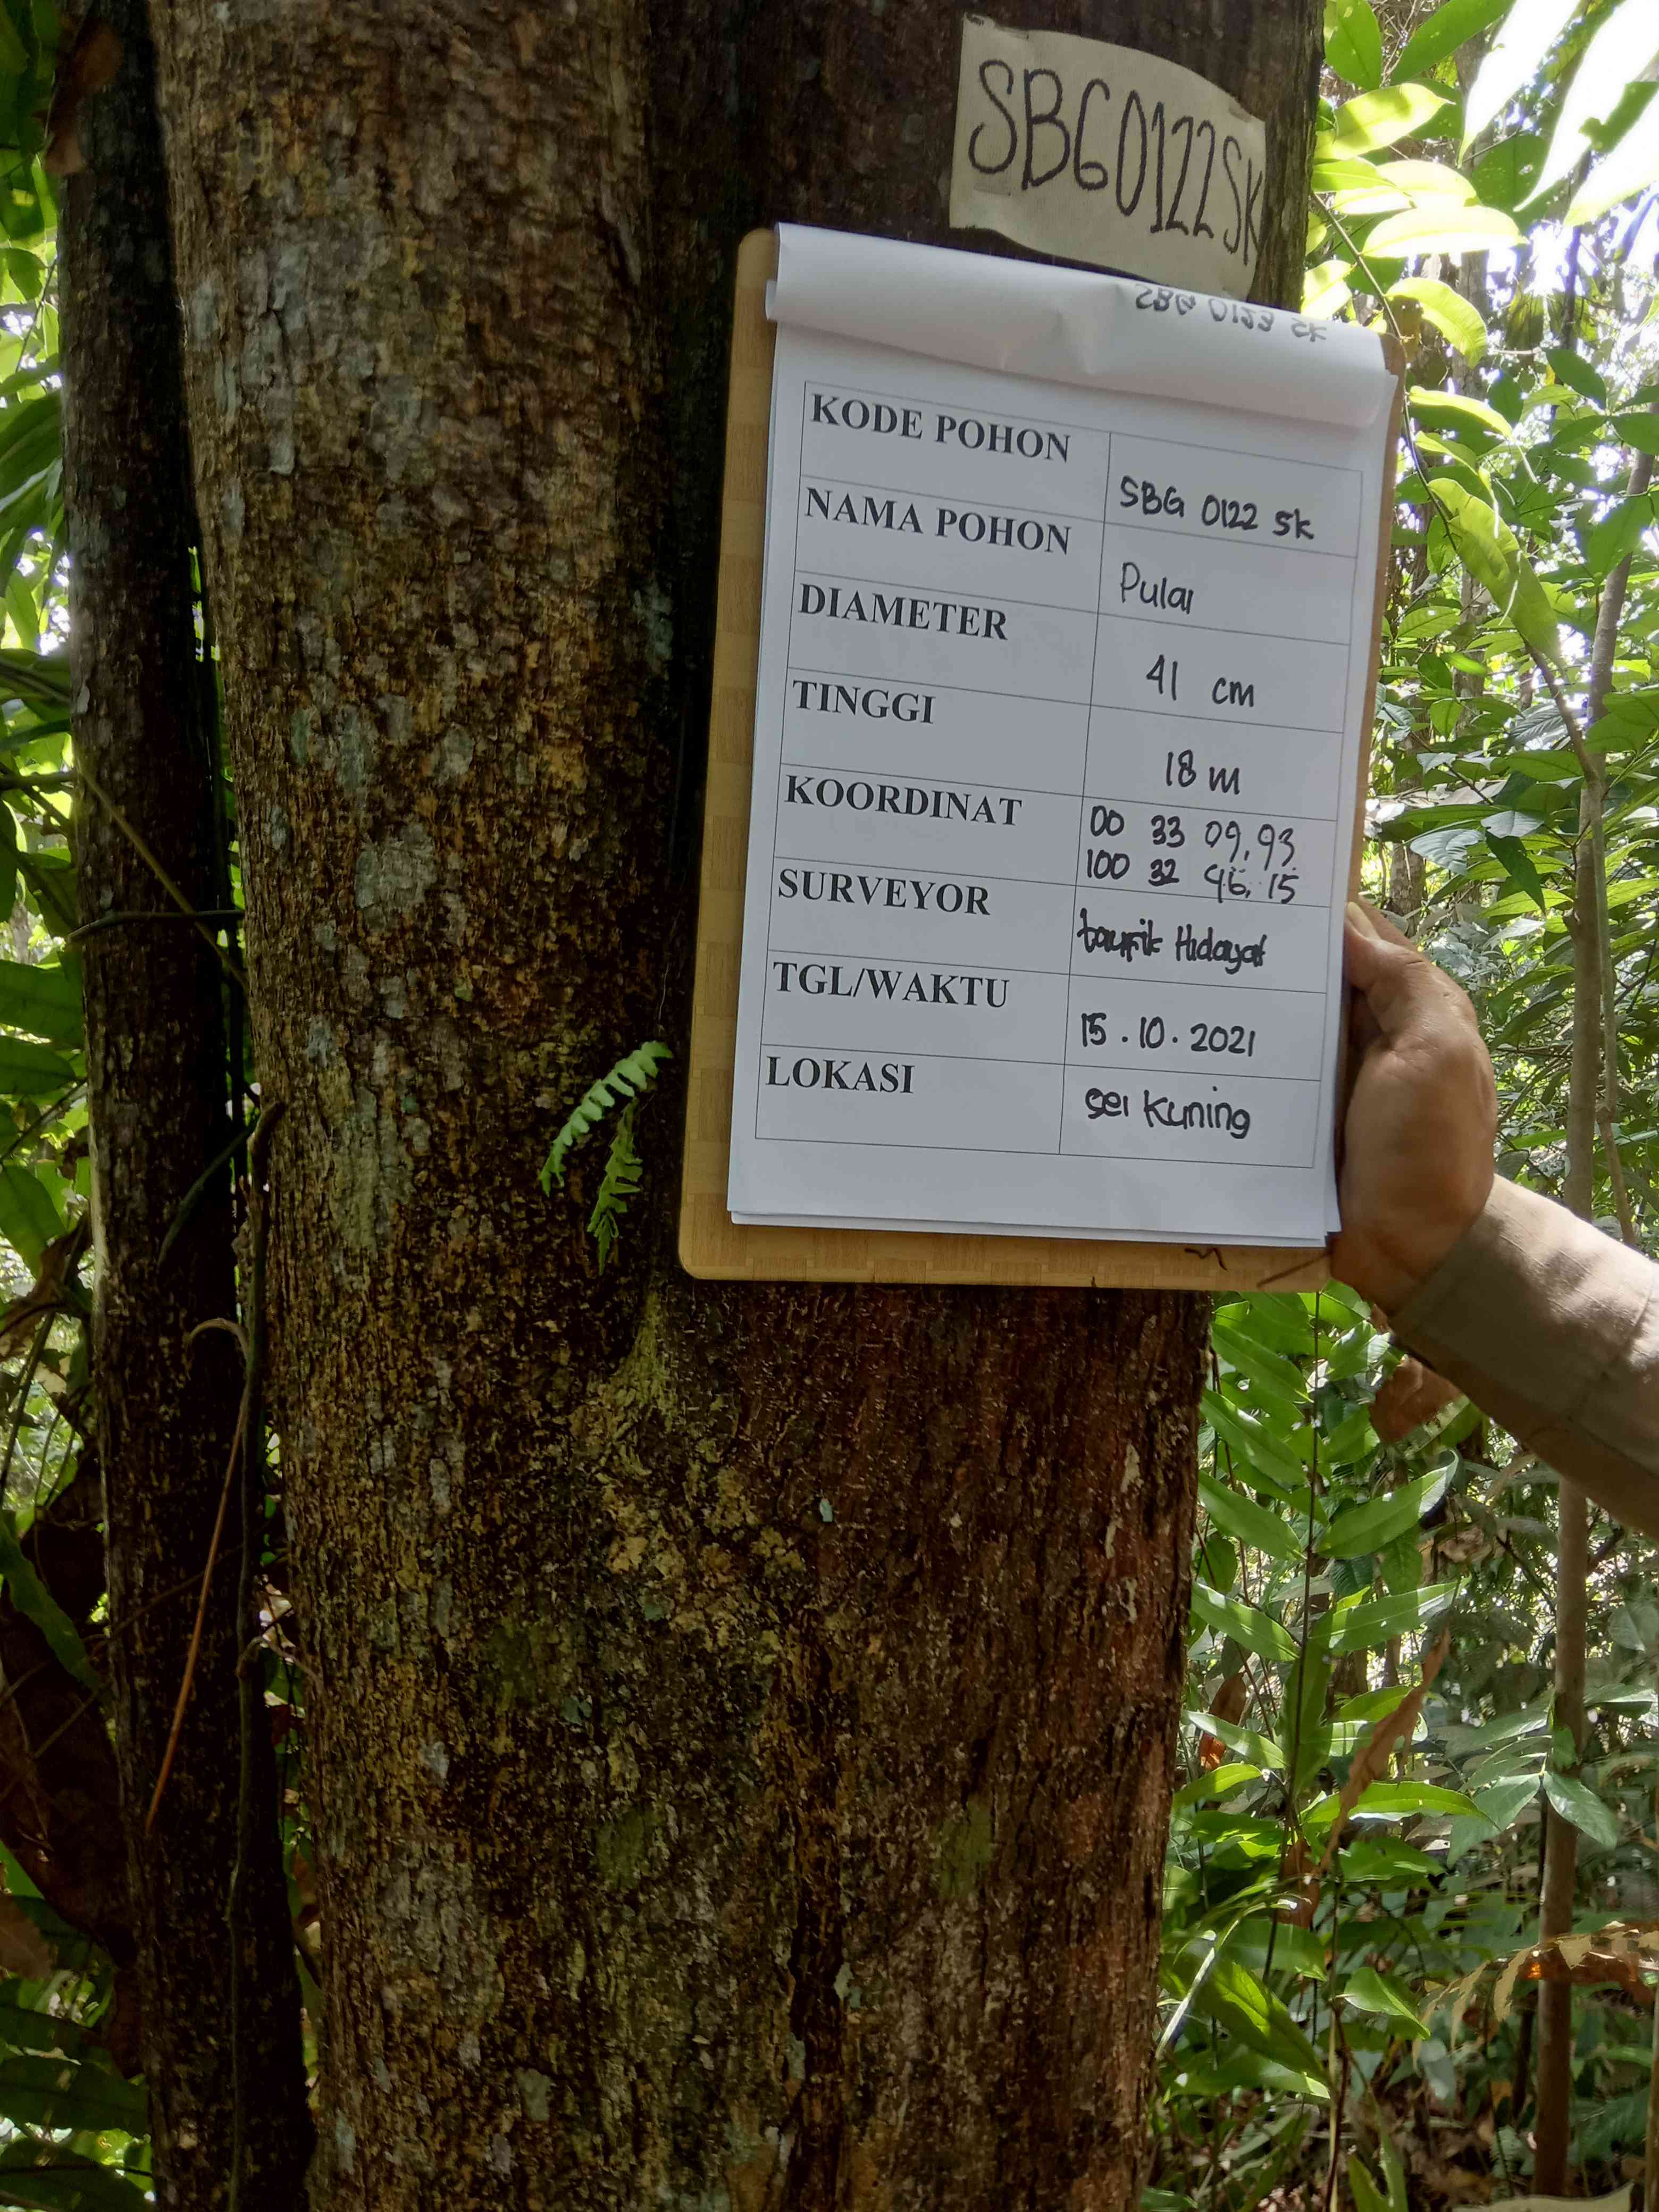 SBG0122SK
SBG 0123 SK
KODE POHON SBG 0122 SK
NAMA POHON Pulai
DIAMETER 41 cm
TINGGI 18 m
KOORDINAT 00 33 09,93
100 32 46,15
SURVEYOR taufik Hidayat
TGL/WAKTU 15.10.2021
LOKASI Sei Kuning